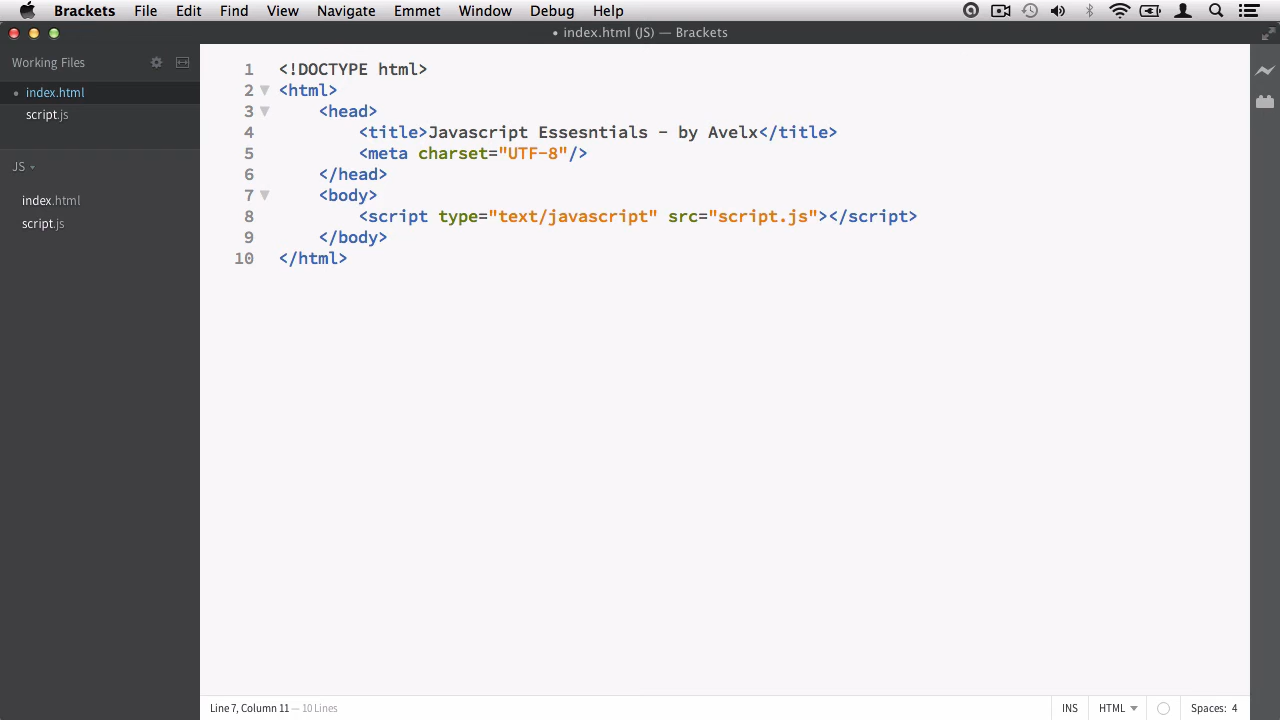 Brackets File Edit Find View Navigate Emmet Window Debug Help
index.html (JS) — Brackets
Working Files
index.html
script.js
JS
index.html
script.js
1 <!DOCTYPE html>
2 <html>
3 <head>
4 <title>Javascript Essesntials - by Avelx</title>
5 <meta charset="UTF-8"/>
6 </head>
7 <body>
8 <script type="text/javascript" src="script.js"></script>
9 </body>
10 </html>
Line 7, Column 11 — 10 Lines
INS HTML Spaces: 4